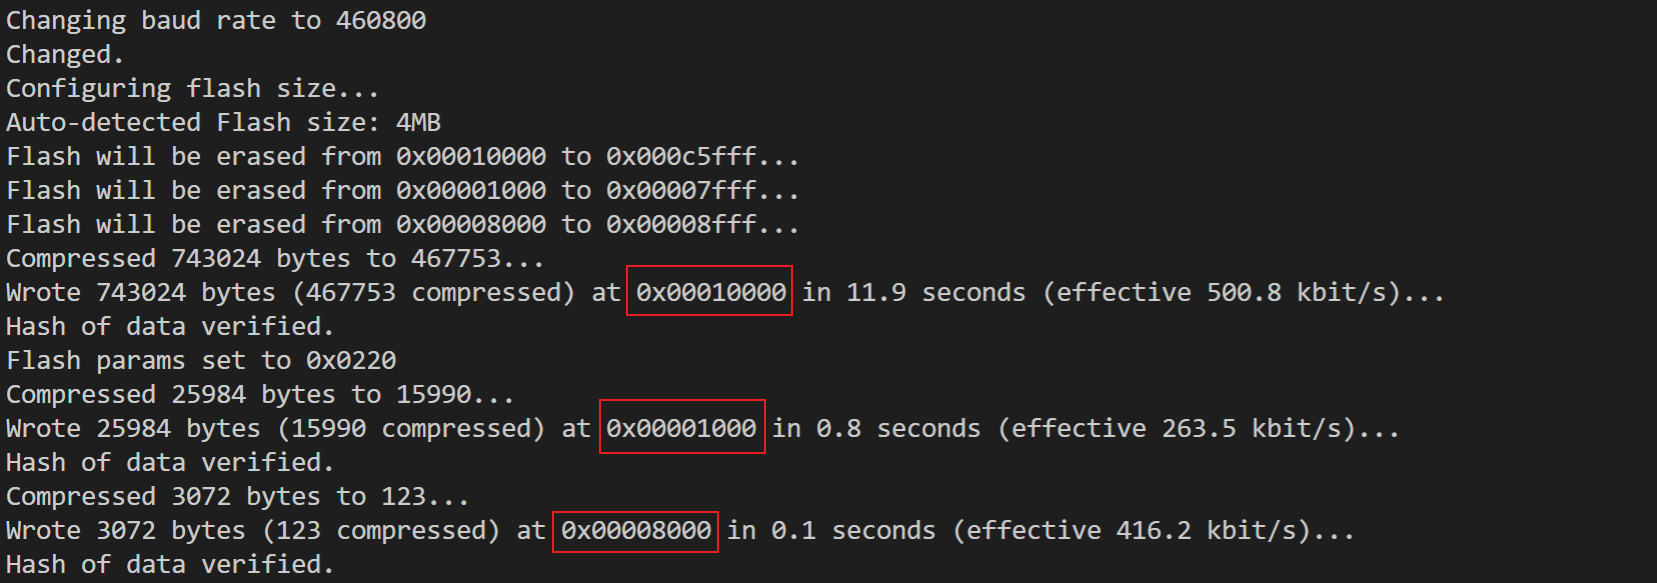 Changing baud rate to 460800
Changed.
Configuring flash size...
Auto-detected Flash size: 4MB
Flash will be erased from 0x00010000 to 0x000c5fff...
Flash will be erased from 0x00001000 to 0x00007fff...
Flash will be erased from 0x00008000 to 0x00008fff...
Compressed 743024 bytes to 467753...
Wrote 743024 bytes (467753 compressed) at 0x00010000 in 11.9 seconds (effective 500.8 kbit/s)...
Hash of data verified.
Flash params set to 0x0220
Compressed 25984 bytes to 15990...
Wrote 25984 bytes (15990 compressed) at 0x00001000 in 0.8 seconds (effective 263.5 kbit/s)...
Hash of data verified.
Compressed 3072 bytes to 123...
Wrote 3072 bytes (123 compressed) at 0x00008000 in 0.1 seconds (effective 416.2 kbit/s)...
Hash of data verified.